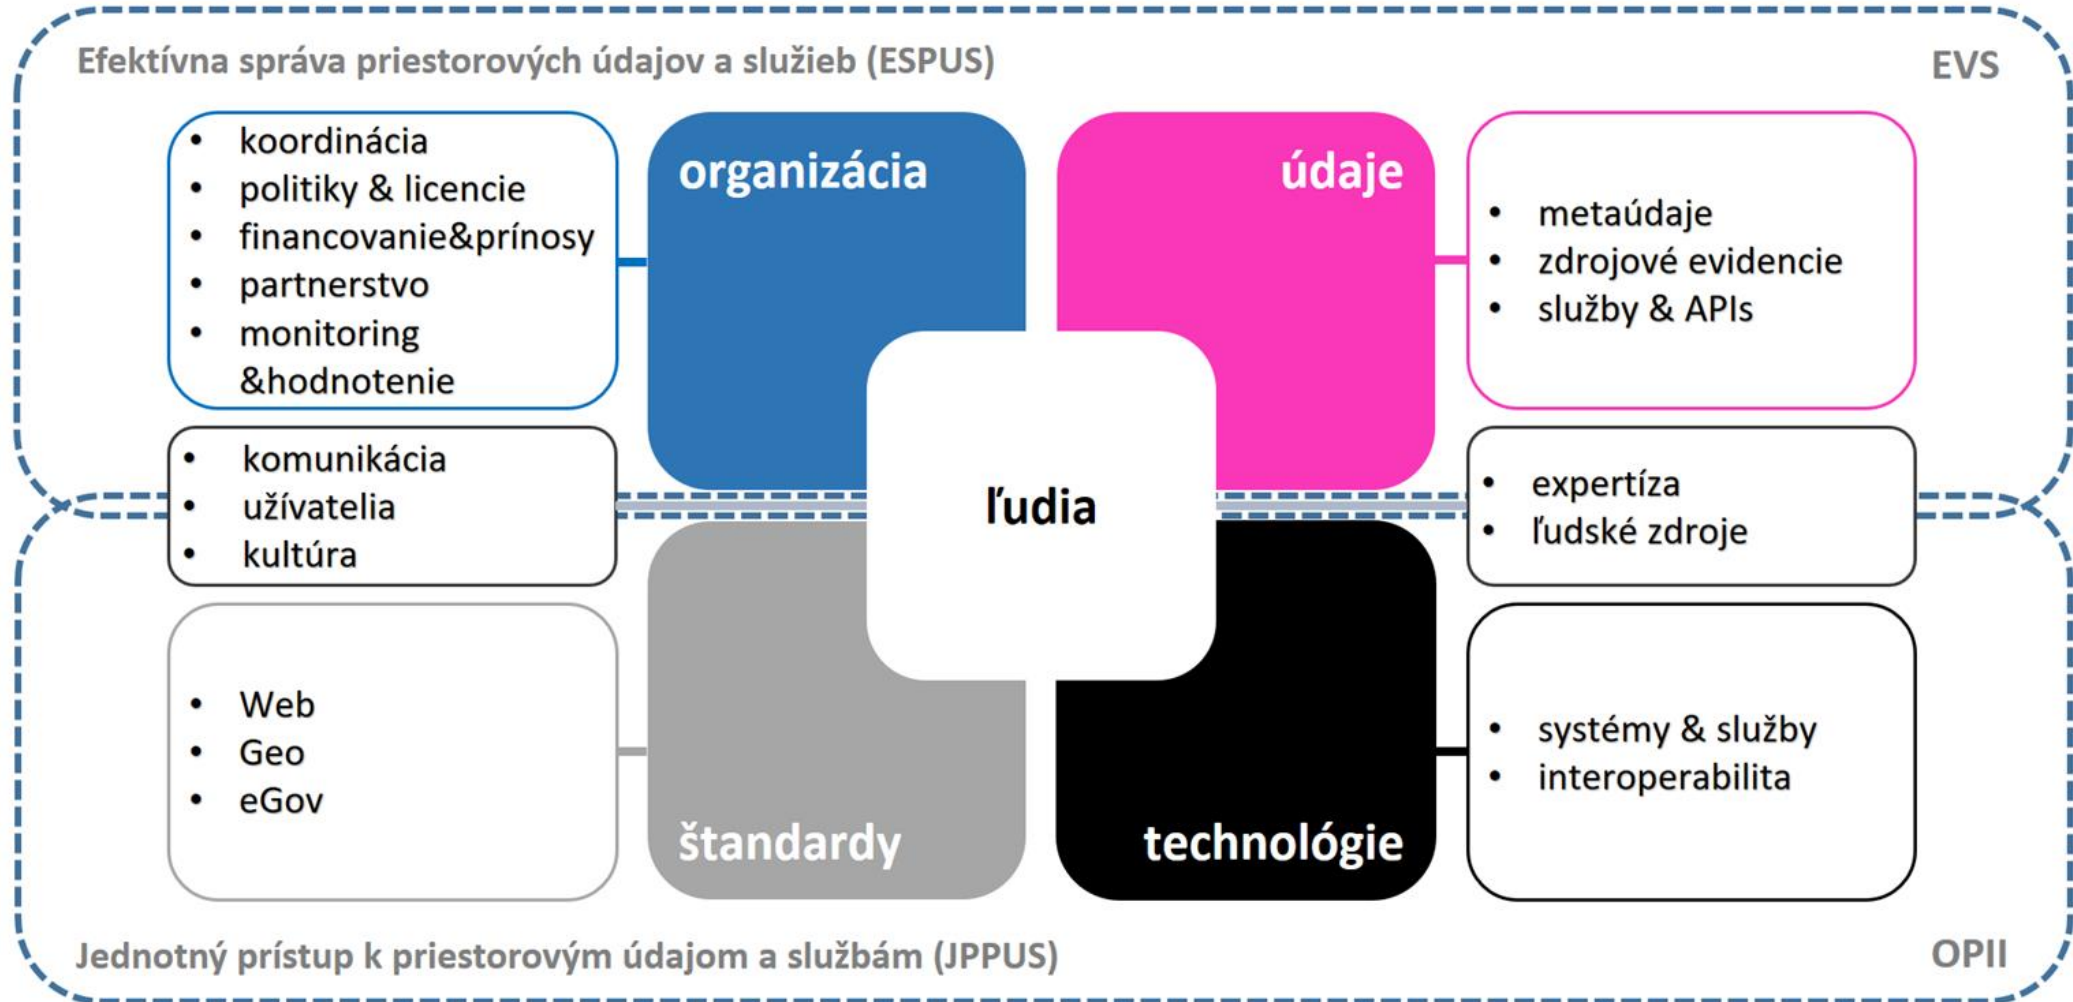 Efektívna správa priestorových údajov a služieb (ESPUS)
EVS
• koordinácia
• politiky & licencie
• financovanie&prínosy
• partnerstvo
• monitoring
&hodnotenie
organizácia
údaje
• metaúdaje
• zdrojové evidencie
• služby & APIs
• komunikácia
• užívatelia
• kultúra
ľudia
• expertíza
• ľudské zdroje
• Web
• Geo
• eGov
štandardy
technológie
• systémy & služby
• interoperabilita
Jednotný prístup k priestorovým údajom a službám (JPPUS)
OPII